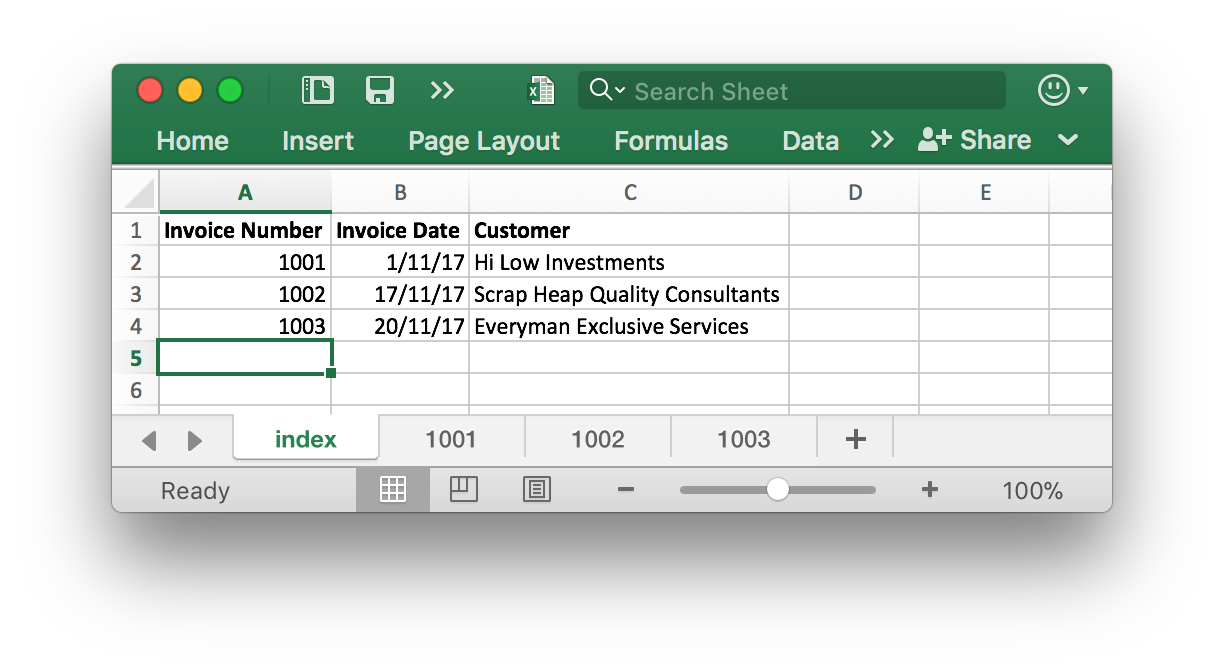 Search Sheet
Home Insert Page Layout Formulas Data Share
A B C D E
1 Invoice Number Invoice Date Customer
2 1001 1/11/17 Hi Low Investments
3 1002 17/11/17 Scrap Heap Quality Consultants
4 1003 20/11/17 Everyman Exclusive Services
5
6
index 1001 1002 1003 +
Ready 100%